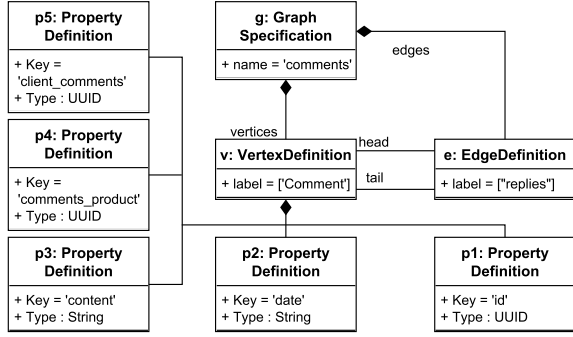 p5: Property
Definition
+ Key =
'client_comments'
+ Type : UUID
g: Graph
Specification
+ name = 'comments'
edges
vertices
p4: Property
Definition
+ Key =
'comments_product'
+ Type : UUID
v: VertexDefinition
+ label = ['Comment']
head
tail
e: EdgeDefinition
+ label = ["replies"]
p3: Property
Definition
+ Key = 'content'
+ Type : String
p2: Property
Definition
+ Key = 'date'
+ Type : String
p1: Property
Definition
+ Key = 'id'
+ Type : UUID